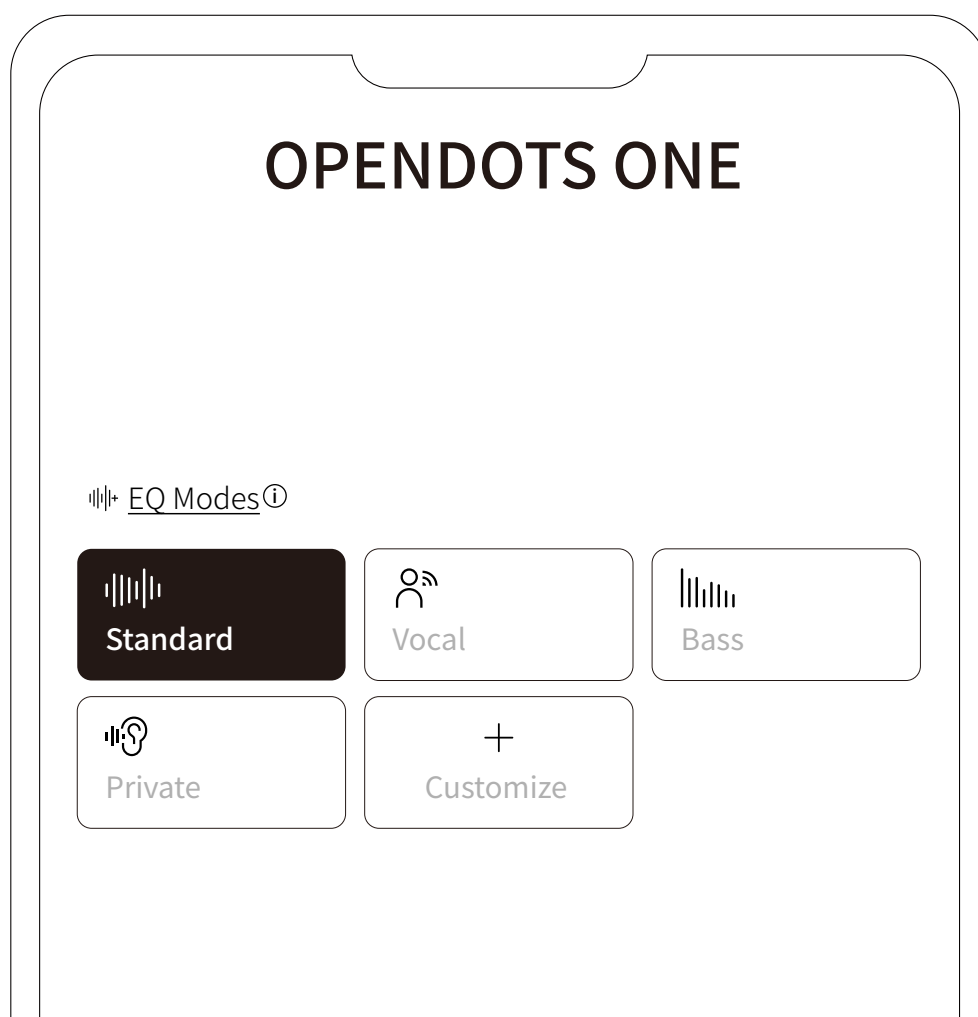 OPENDOTS ONE
EQ Modes
Standard
Vocal
Bass
Private
Customize